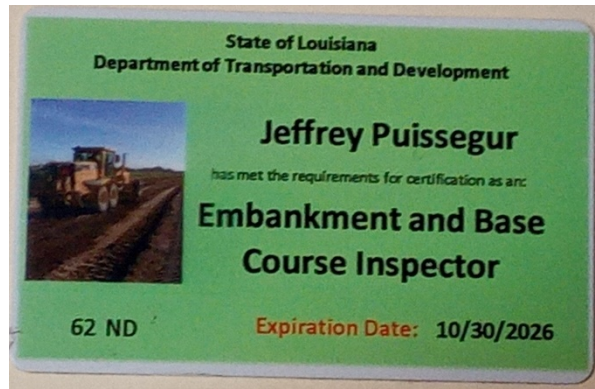 State of Louisiana
Department of Transportation and Development
Jeffrey Puissegur
has met the requirements for certification as an:
Embankment and Base
Course Inspector
62 ND
Expiration Date: 10/30/2026